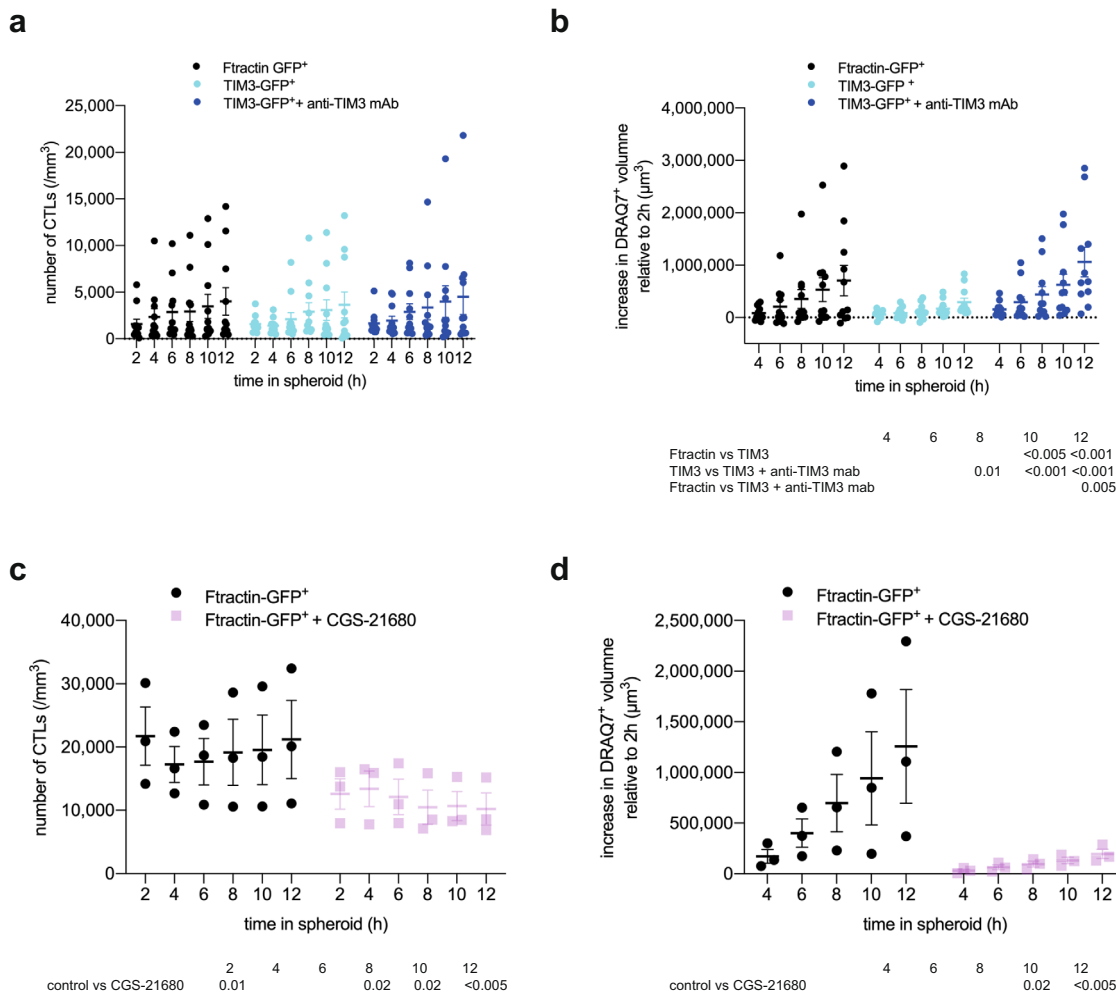 a
Ftractin GFP+
TIM3-GFP+
TIM3-GFP+ + anti-TIM3 mAb
number of CTLs (/mm3)
25,000
20,000
15,000
10,000
5,000
0
2 4 6 8 10 12 2 4 6 8 10 12 2 4 6 8 10 12
time in spheroid (h)
b
Ftractin-GFP+
TIM3-GFP +
TIM3-GFP+ + anti-TIM3 mAb
increase in DRAQ7+ volumne
relative to 2h (µm3)
4,000,000
3,000,000
2,000,000
1,000,000
0
4 6 8 10 12 4 6 8 10 12 4 6 8 10 12
time in spheroid (h)
4 6 8 10 12
Ftractin vs TIM3 <0.005 <0.001
TIM3 vs TIM3 + anti-TIM3 mab 0.01 <0.001 <0.001
Ftractin vs TIM3 + anti-TIM3 mab 0.005
c
Ftractin-GFP+
Ftractin-GFP+ + CGS-21680
number of CTLs (/mm3)
40,000
30,000
20,000
10,000
0
2 4 6 8 10 12 2 4 6 8 10 12
time in spheroid (h)
2 4 6 8 10 12
control vs CGS-21680 0.01 0.02 0.02 <0.005
d
Ftractin-GFP+
Ftractin-GFP+ + CGS-21680
increase in DRAQ7+ volumne
relative to 2h (µm3)
2,500,000
2,000,000
1,500,000
1,000,000
500,000
0
4 6 8 10 12 4 6 8 10 12
time in spheroid (h)
4 6 8 10 12
control vs CGS-21680 0.02 <0.005